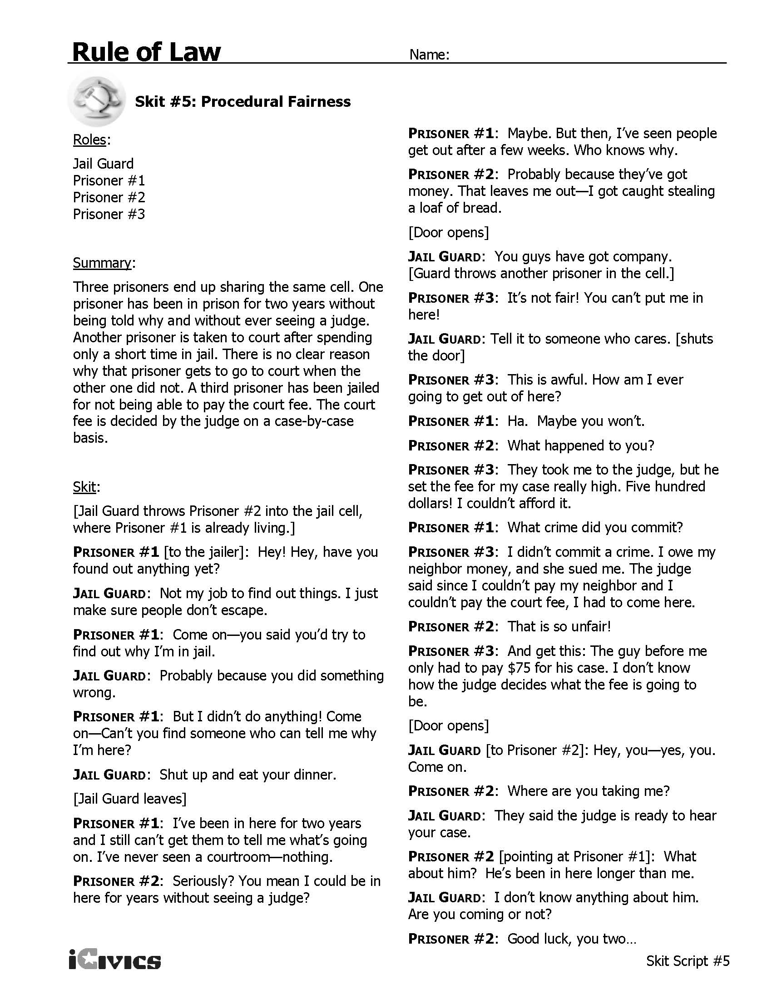 Rule of Law
Name:
Skit #5: Procedural Fairness
Roles:
Jail Guard
Prisoner #1
Prisoner #2
Prisoner #3
Summary:
Three prisoners end up sharing the same cell. One
prisoner has been in prison for two years without
being told why and without ever seeing a judge.
Another prisoner is taken to court after spending
only a short time in jail. There is no clear reason
why that prisoner gets to go to court when the
other one did not. A third prisoner has been jailed
for not being able to pay the court fee. The court
fee is decided by the judge on a case-by-case
basis.
Skit:
[Jail Guard throws Prisoner #2 into the jail cell,
where Prisoner #1 is already living.]
PRISONER #1 [to the jailer]: Hey! Hey, have you
found out anything yet?
JAIL GUARD: Not my job to find out things. I just
make sure people don’t escape.
PRISONER #1: Come on—you said you’d try to
find out why I’m in jail.
JAIL GUARD: Probably because you did something
wrong.
PRISONER #1: But I didn’t do anything! Come
on—Can’t you find someone who can tell me why
I’m here?
JAIL GUARD: Shut up and eat your dinner.
[Jail Guard leaves]
PRISONER #1: I’ve been in here for two years
and I still can’t get them to tell me what’s going
on. I’ve never seen a courtroom—nothing.
PRISONER #2: Seriously? You mean I could be in
here for years without seeing a judge?
PRISONER #1: Maybe. But then, I’ve seen people
get out after a few weeks. Who knows why.
PRISONER #2: Probably because they’ve got
money. That leaves me out—I got caught stealing
a loaf of bread.
[Door opens]
JAIL GUARD: You guys have got company.
[Guard throws another prisoner in the cell.]
PRISONER #3: It’s not fair! You can’t put me in
here!
JAIL GUARD: Tell it to someone who cares. [shuts
the door]
PRISONER #3: This is awful. How am I ever
going to get out of here?
PRISONER #1: Ha. Maybe you won’t.
PRISONER #2: What happened to you?
PRISONER #3: They took me to the judge, but he
set the fee for my case really high. Five hundred
dollars! I couldn’t afford it.
PRISONER #1: What crime did you commit?
PRISONER #3: I didn’t commit a crime. I owe my
neighbor money, and she sued me. The judge
said since I couldn’t pay my neighbor and I
couldn’t pay the court fee, I had to come here.
PRISONER #2: That is so unfair!
PRISONER #3: And get this: The guy before me
only had to pay $75 for his case. I don’t know
how the judge decides what the fee is going to
be.
[Door opens]
JAIL GUARD [to Prisoner #2]: Hey, you—yes, you.
Come on.
PRISONER #2: Where are you taking me?
JAIL GUARD: They said the judge is ready to hear
your case.
PRISONER #2 [pointing at Prisoner #1]: What
about him? He’s been in here longer than me.
JAIL GUARD: I don’t know anything about him.
Are you coming or not?
PRISONER #2: Good luck, you two…
iCivics
Skit Script #5